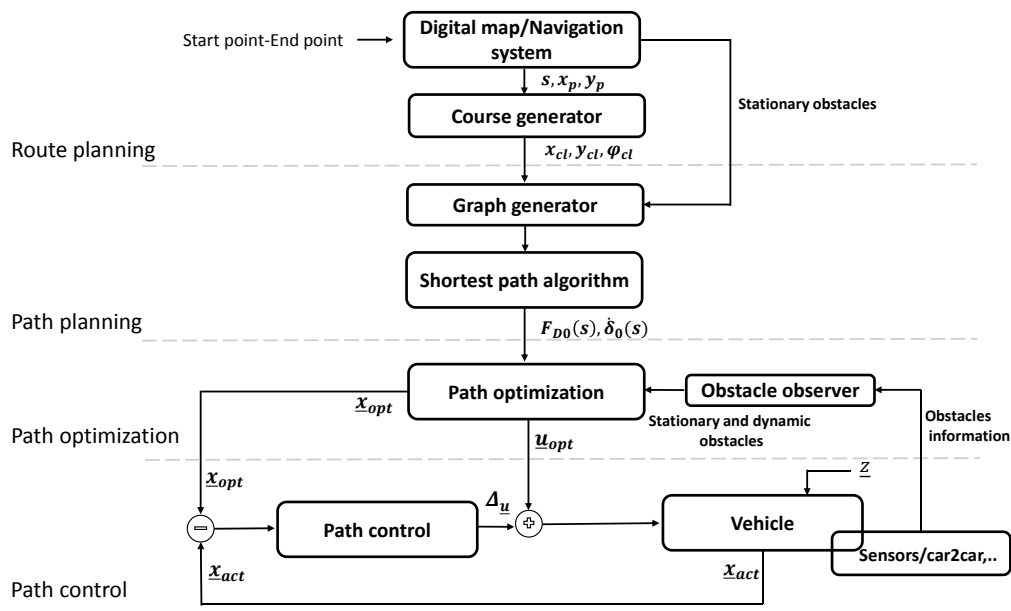 Start point-End point
Digital map/Navigation
system
s, x_p, y_p
Stationary obstacles
Course generator
Route planning
x_cl, y_cl, φ_cl
Graph generator
Shortest path algorithm
Path planning
F_D0(s), δ̇_0(s)
Path optimization
Obstacle observer
x_opt
Stationary and dynamic
obstacles
Obstacles
information
Path optimization
u_opt
x_opt
z
Δ_u
−
Path control
+
Vehicle
Sensors/car2car,..
x_act
x_act
Path control